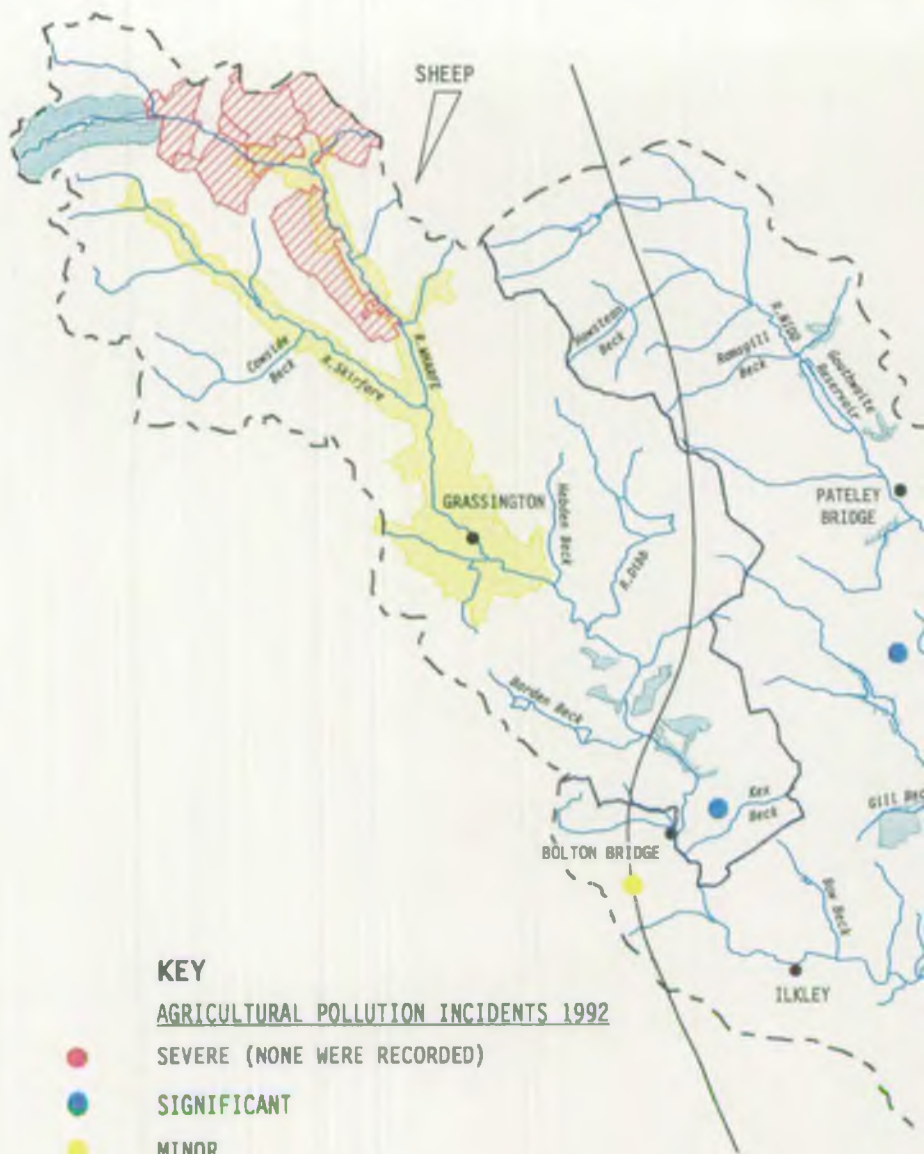 SHEEP
R.NIDD
Howstean
Beck
Ramsgill
Beck
Gouthwaite
Reservoir
Cowside
Beck
R.Skirfare
R.WHARFE
GRASSINGTON
Hebden Beck
R.Dibb
PATELEY
BRIDGE
Barden Beck
Kex
Beck
Gill Bec
BOLTON BRIDGE
Bow Beck
ILKLEY
KEY
AGRICULTURAL POLLUTION INCIDENTS 1992
SEVERE (NONE WERE RECORDED)
SIGNIFICANT
MINOR